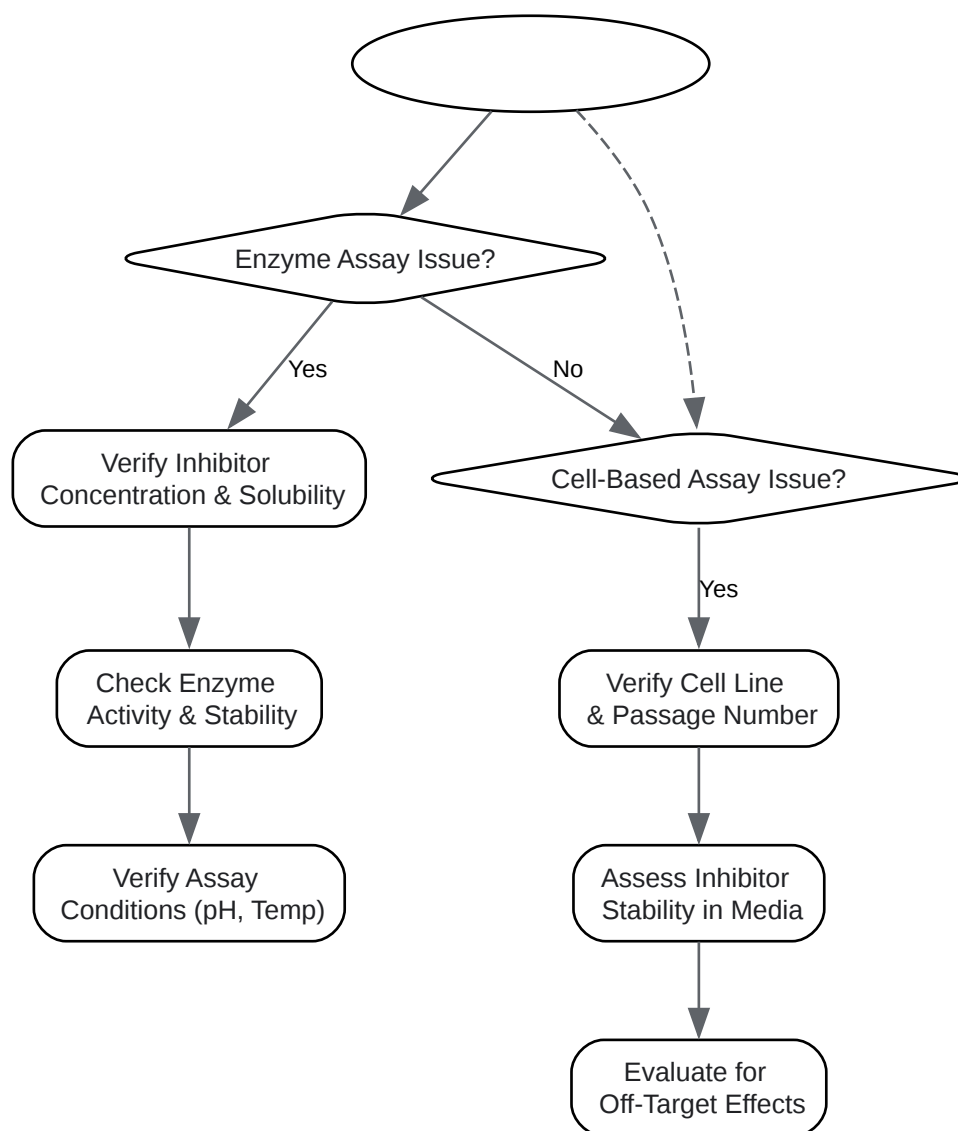 Enzyme Assay Issue?
Yes
No
Verify Inhibitor
Concentration & Solubility
Cell-Based Assay Issue?
Yes
Check Enzyme
Activity & Stability
Verify Cell Line
& Passage Number
Verify Assay
Conditions (pH, Temp)
Assess Inhibitor
Stability in Media
Evaluate for
Off-Target Effects